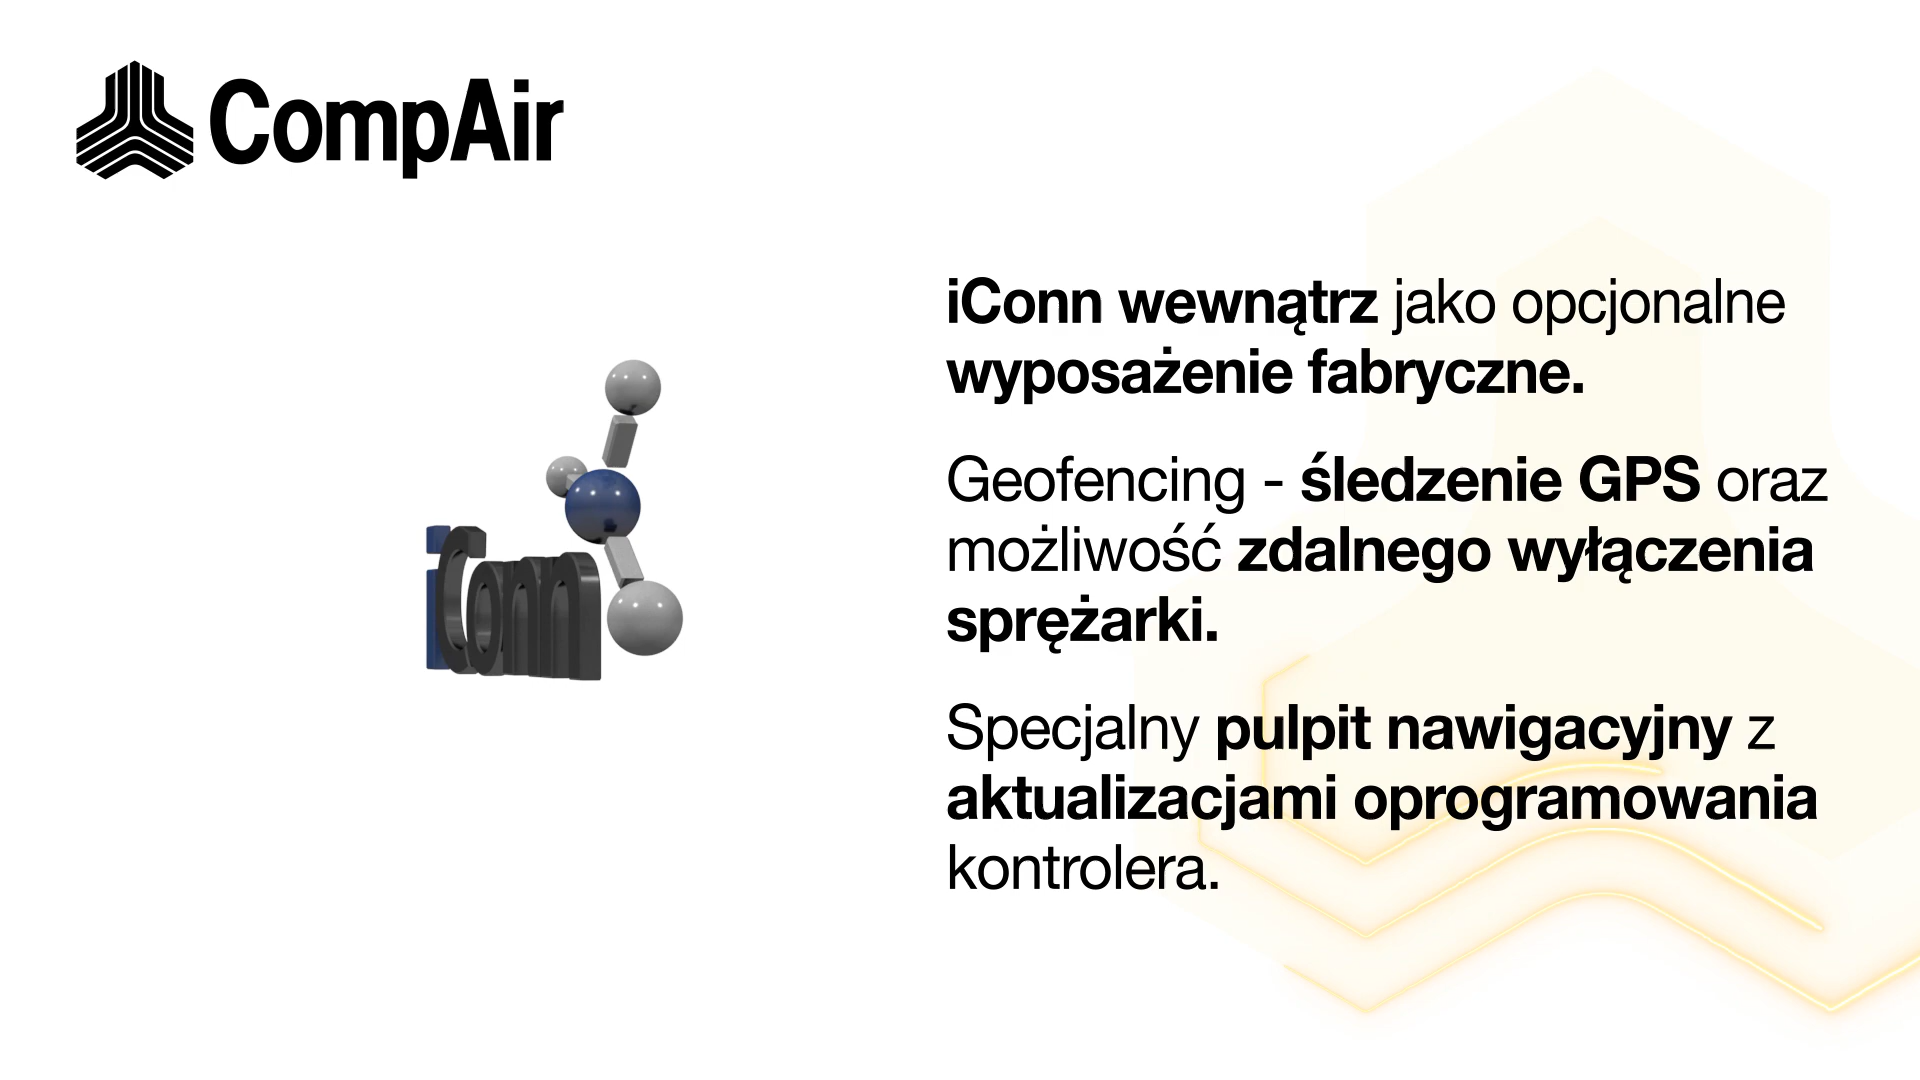 CompAir
iConn wewnątrz jako opcjonalne
wyposażenie fabryczne.
Geofencing - śledzenie GPS oraz
możliwość zdalnego wyłączenia
sprężarki.
Specjalny pulpit nawigacyjny z
aktualizacjami oprogramowania
kontrolera.
iConn